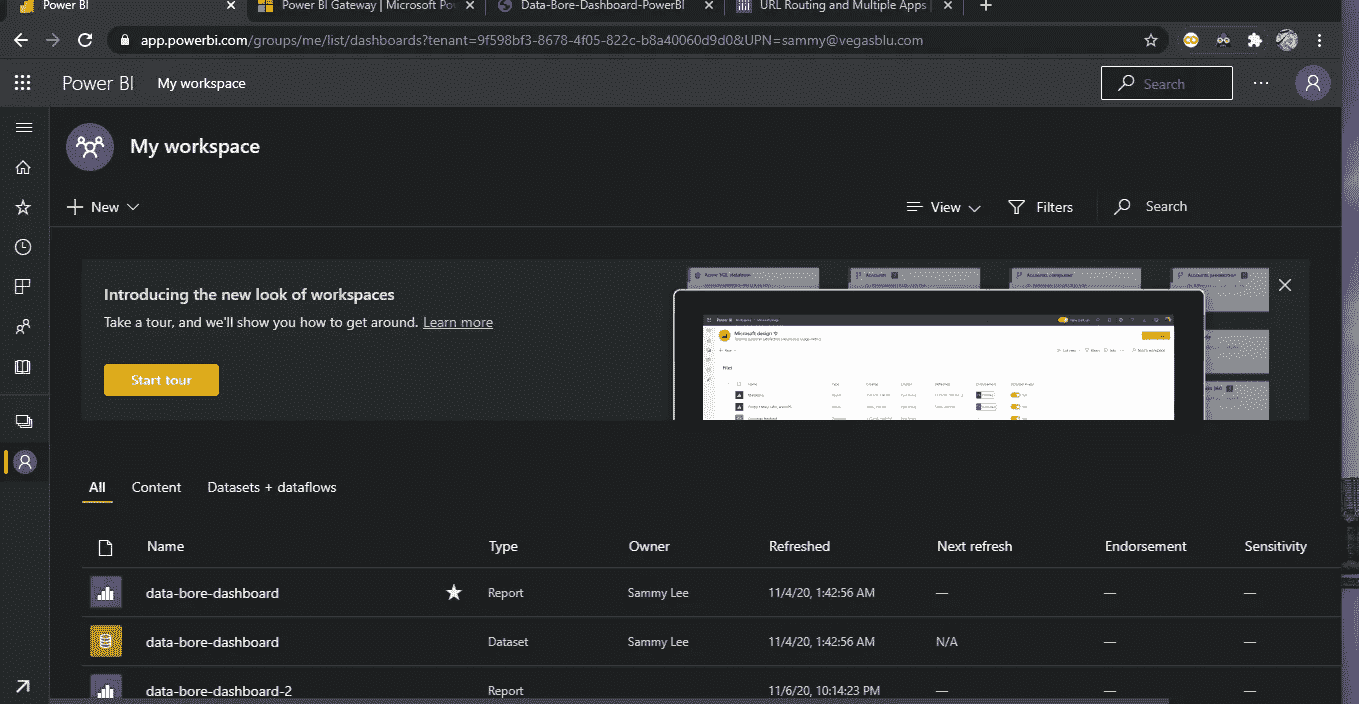 Power BI
Power BI Gateway | Microsoft Po
Data-Bore-Dashboard-PowerBI
URL Routing and Multiple Apps |
app.powerbi.com/groups/me/list/dashboards?tenant=9f598bf3-8678-4f05-822c-b8a40060d9d0&UPN=sammy@vegasblu.com
Power BI My workspace
Search
My workspace
New
View
Filters
Search
Introducing the new look of workspaces
Take a tour, and we'll show you how to get around. Learn more
Start tour
Microsoft design
All Content Datasets + dataflows
Name Type Owner Refreshed Next refresh Endorsement Sensitivity
data-bore-dashboard Report Sammy Lee 11/4/20, 1:42:56 AM — — —
data-bore-dashboard Dataset Sammy Lee 11/4/20, 1:42:56 AM N/A — —
data-bore-dashboard-2 Report 11/6/20, 10:14:23 PM — — —